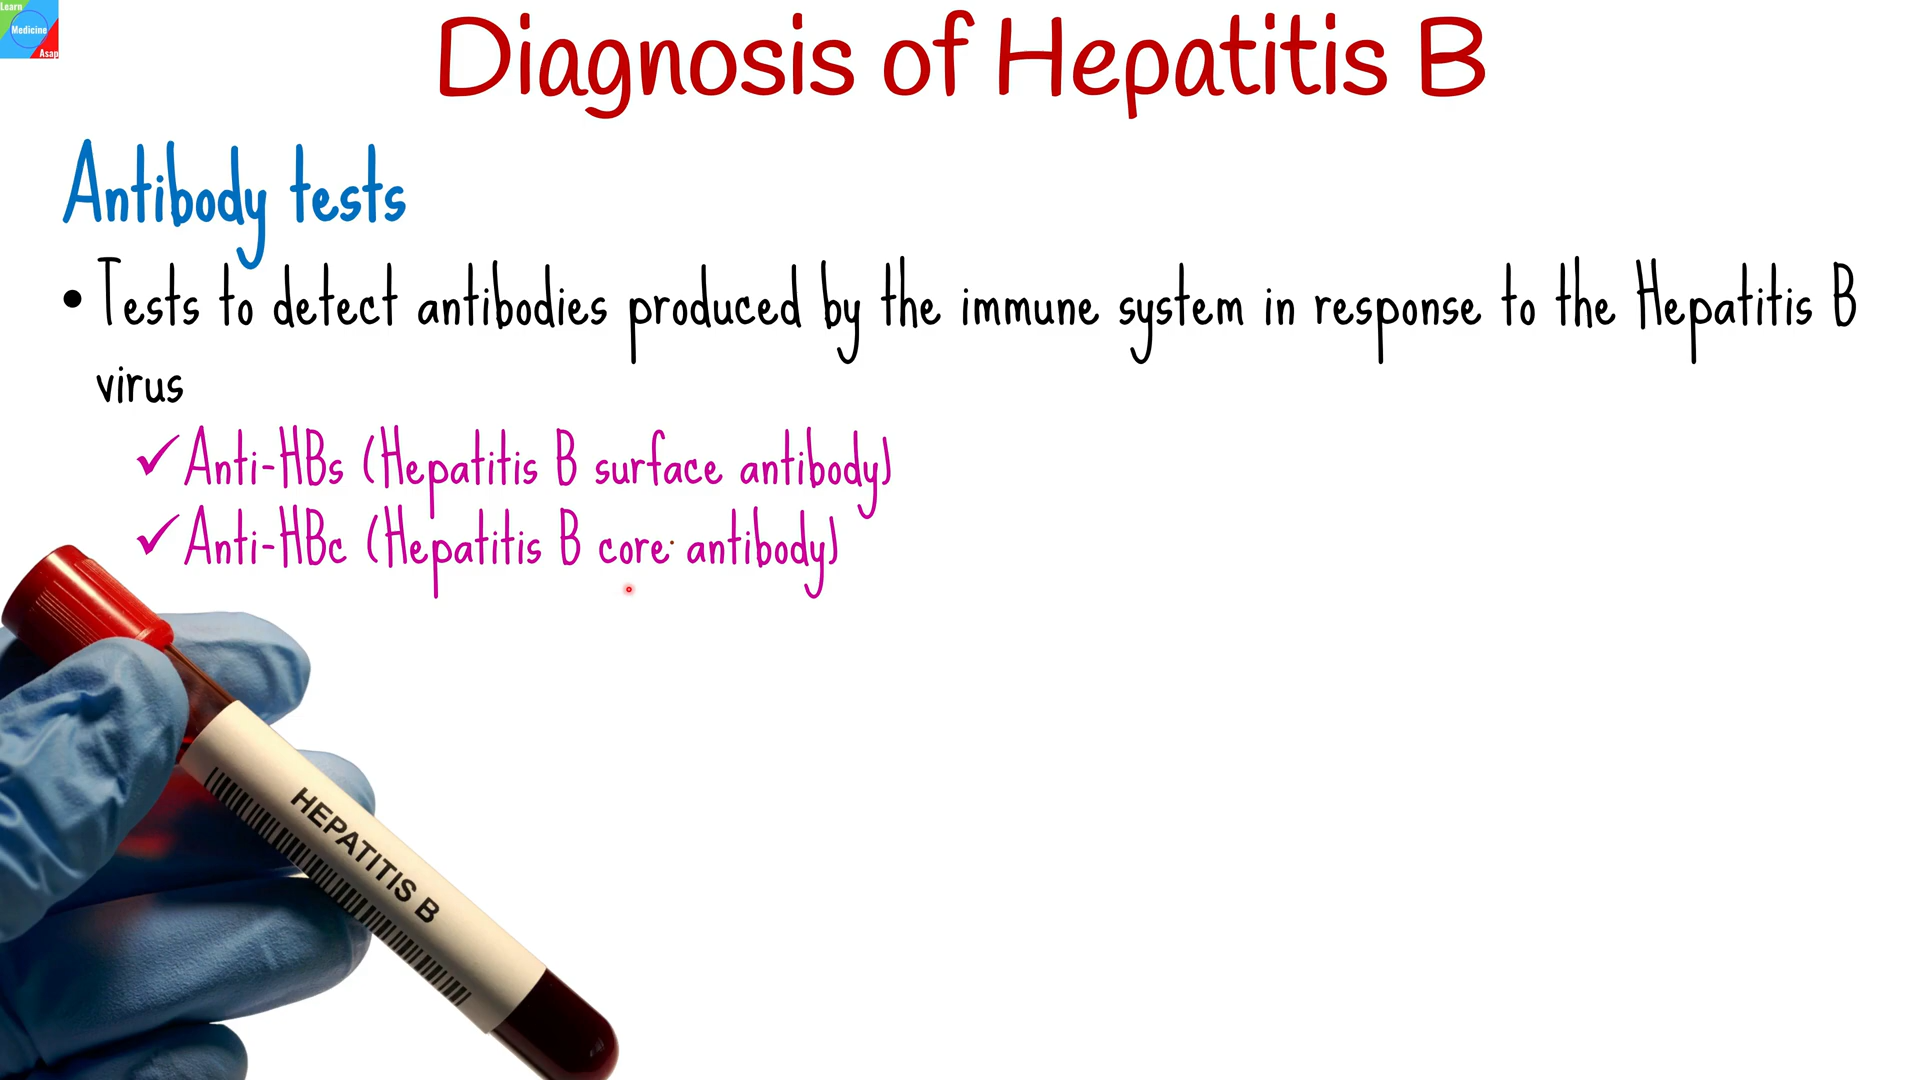 Learn
Medicine
Asap
Diagnosis of Hepatitis B
Antibody tests
• Tests to detect antibodies produced by the immune system in response to the Hepatitis B
virus
✓ Anti-HBs (Hepatitis B surface antibody)
✓ Anti-HBc (Hepatitis B core antibody)
HEPATITIS B